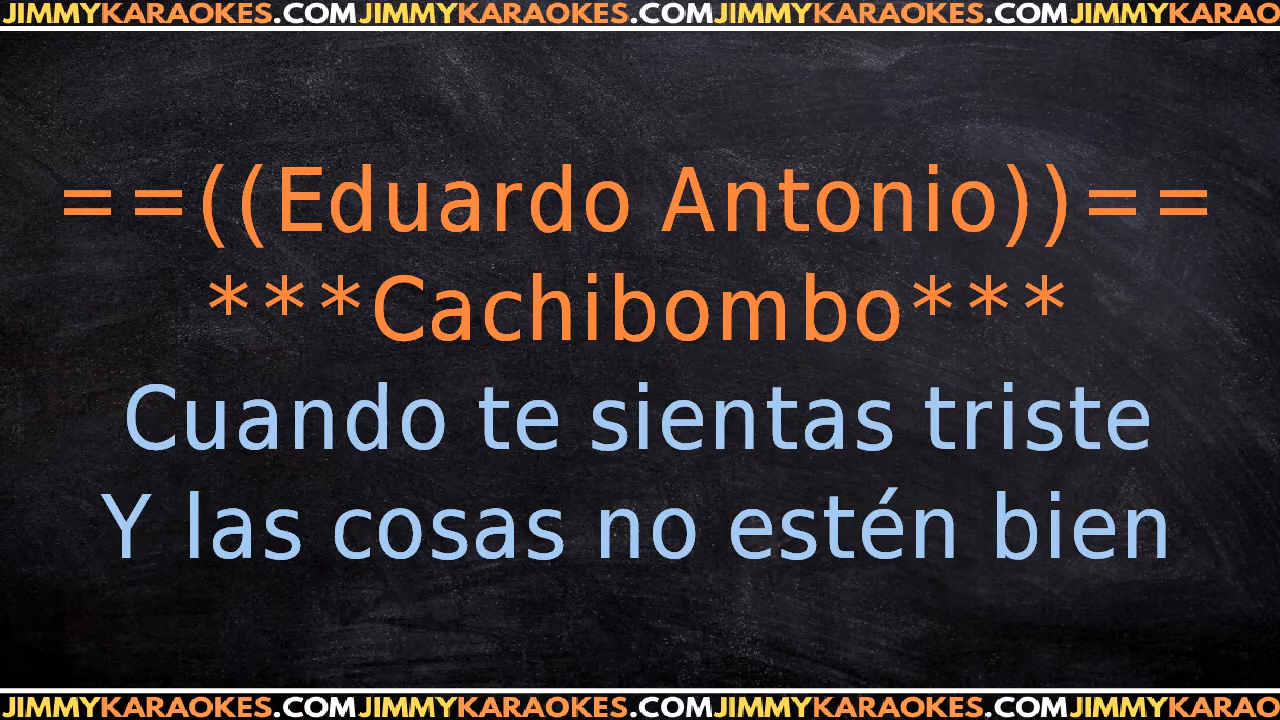 JIMMYKARAOKES.COMJIMMYKARAOKES.COMJIMMYKARAOKES.COMJIMMYKARAO
==((Eduardo Antonio))==
***Cachibombo***
Cuando te sientas triste
Y las cosas no estén bien
JIMMYKARAOKES.COMJIMMYKARAOKES.COMJIMMYKARAOKES.COMJIMMYKARAO